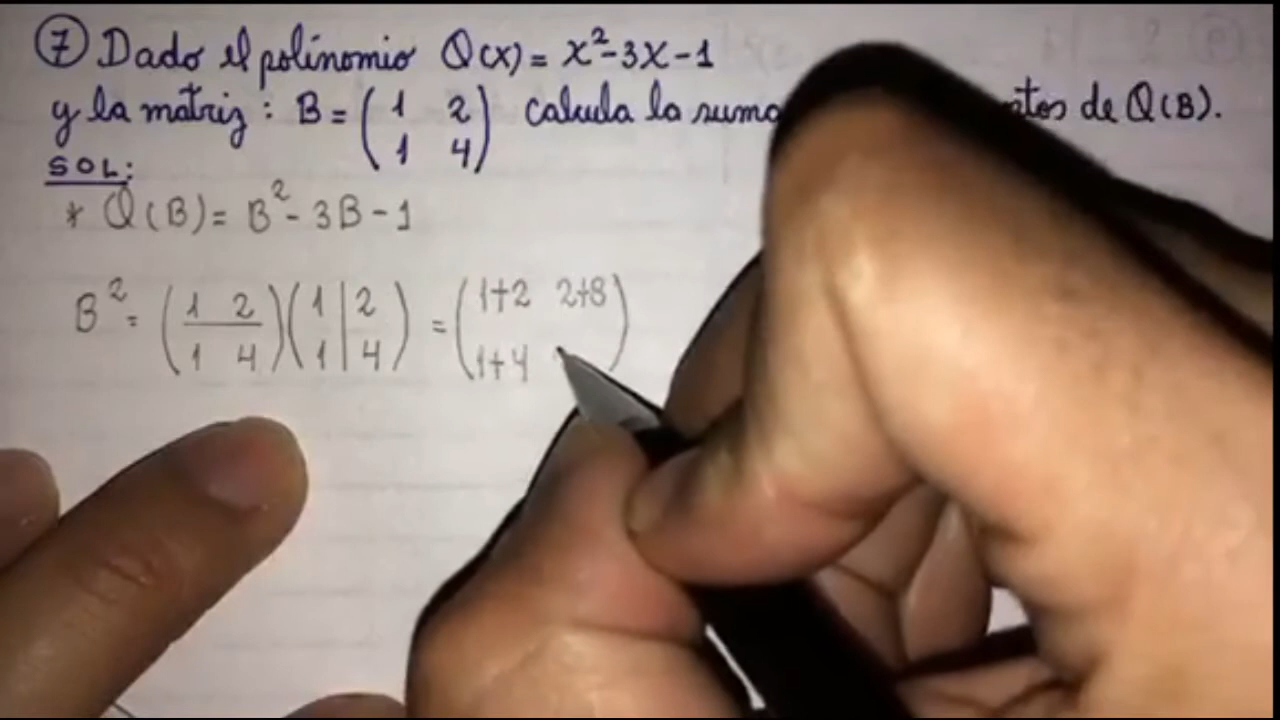 7 Dado el polinomio Q(x) = x²-3x-1
y la matriz : B = (1 2 calcula la suma de Q(B).
1 4)
SOL:
* Q(B) = B² - 3B - 1
B² = (1 2 (1 | 2 = (1+2 2+8
1 4) 1 | 4) 1+4 )